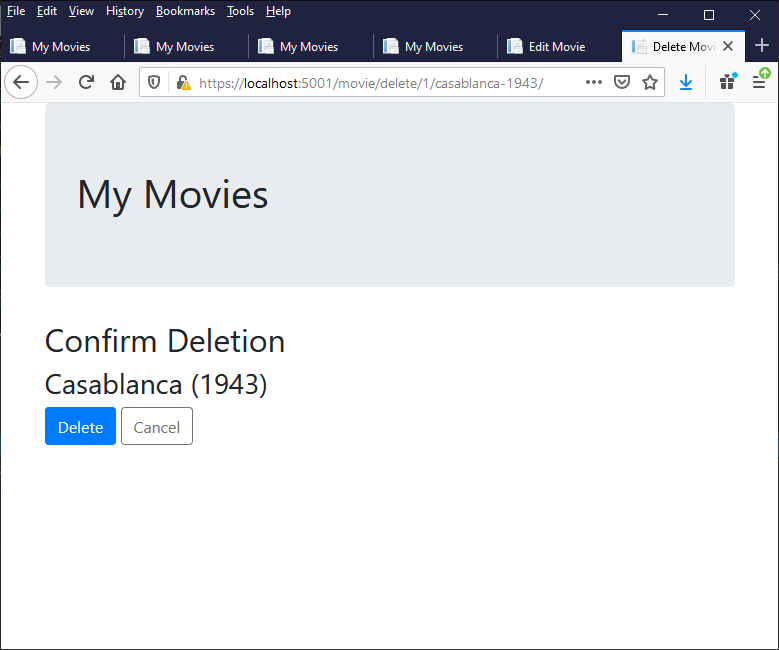 File Edit View History Bookmarks Tools Help
My Movies My Movies My Movies My Movies Edit Movie Delete Movi
https://localhost:5001/movie/delete/1/casablanca-1943/
My Movies
Confirm Deletion
Casablanca (1943)
Delete Cancel